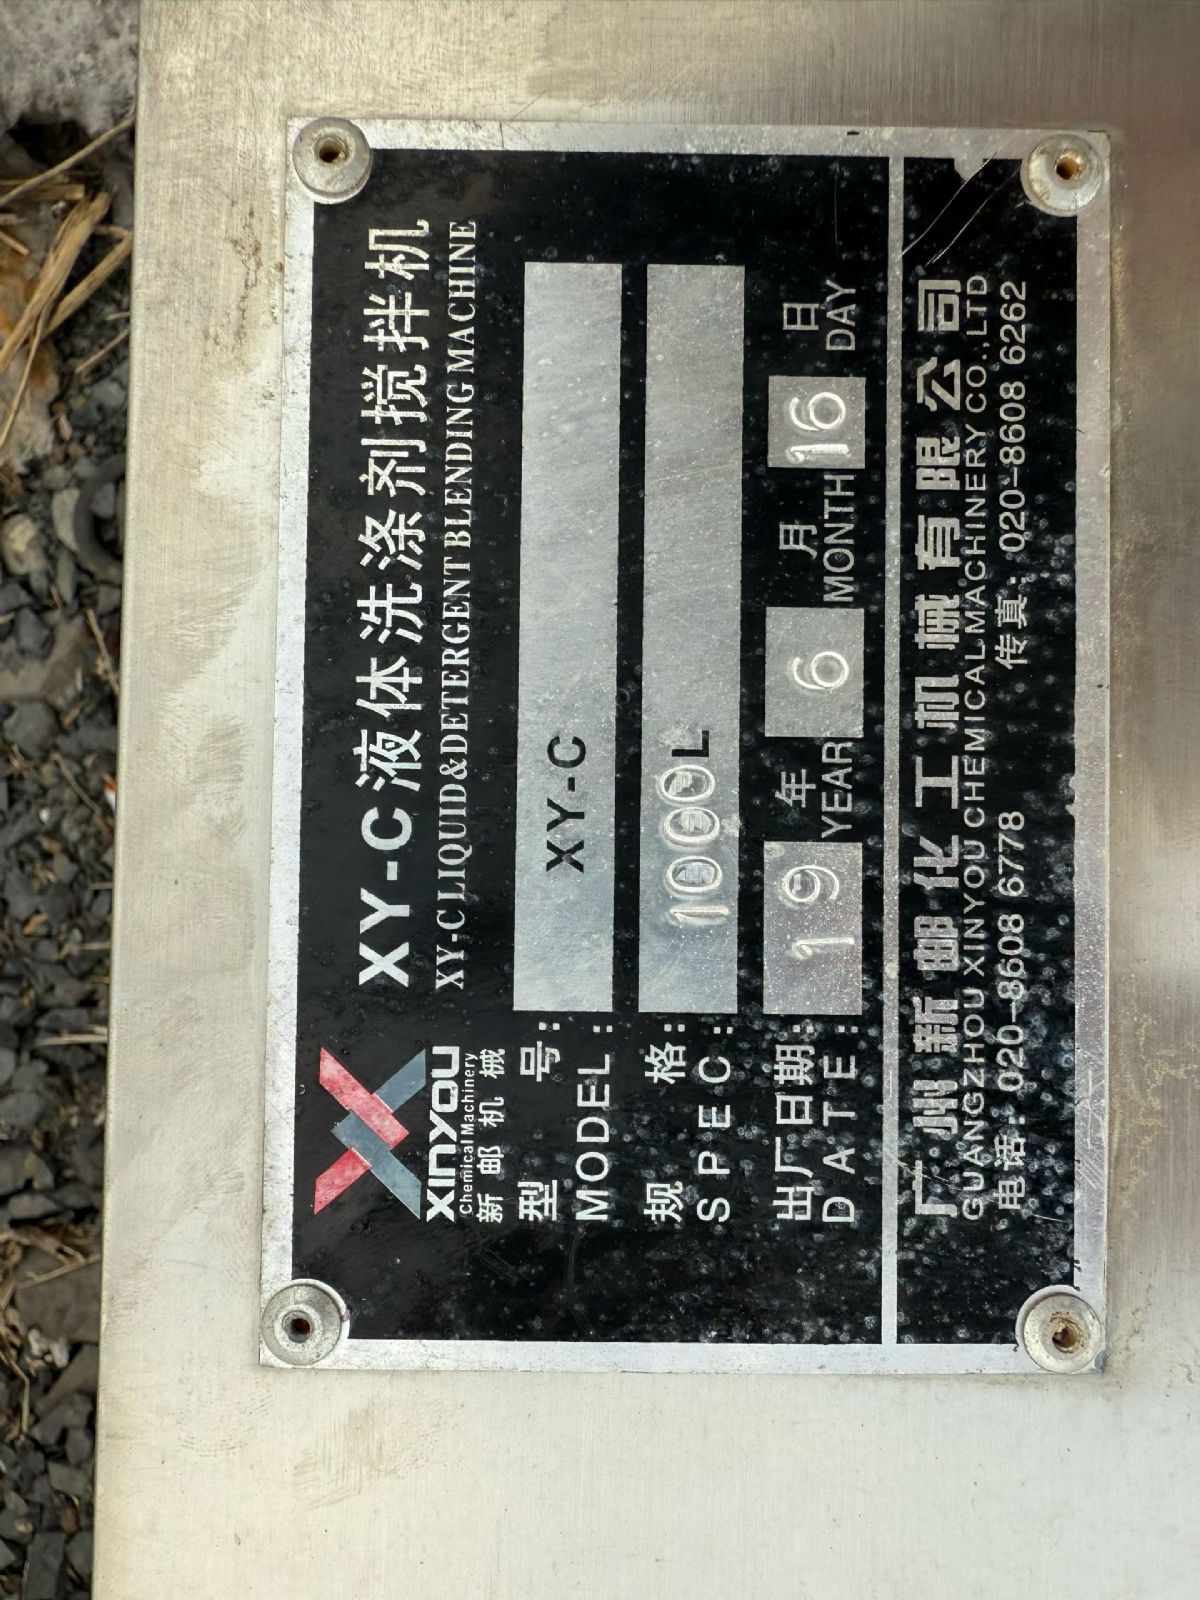 XINYOU
Chemical Machinery
新邮机械
XY-C液体洗涤剂搅拌机
XY-C LIQUID&DETERGENT BLENDING MACHINE
型 号: XY-C
MODEL:
规 格: 1000L
SPEC:
出厂日期: 19 年 6 月 16 日
DATE: YEAR MONTH DAY
广州新邮化工机械有限公司
GUANGZHOU XINYOU CHEMICAL MACHINERY CO.,LTD
电话: 020-8608 6778 传真: 020-8608 6262